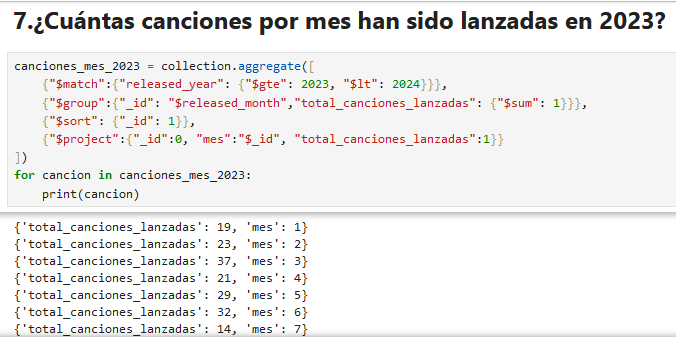 7.¿Cuántas canciones por mes han sido lanzadas en 2023?
canciones_mes_2023 = collection.aggregate([
    {"$match":{"released_year": {"$gte": 2023, "$lt": 2024}}},
    {"$group":{"_id": "$released_month","total_canciones_lanzadas": {"$sum": 1}}},
    {"$sort": {"_id": 1}},
    {"$project":{"_id":0, "mes":"$_id", "total_canciones_lanzadas":1}}
])
for cancion in canciones_mes_2023:
    print(cancion)
{'total_canciones_lanzadas': 19, 'mes': 1}
{'total_canciones_lanzadas': 23, 'mes': 2}
{'total_canciones_lanzadas': 37, 'mes': 3}
{'total_canciones_lanzadas': 21, 'mes': 4}
{'total_canciones_lanzadas': 29, 'mes': 5}
{'total_canciones_lanzadas': 32, 'mes': 6}
{'total_canciones_lanzadas': 14, 'mes': 7}